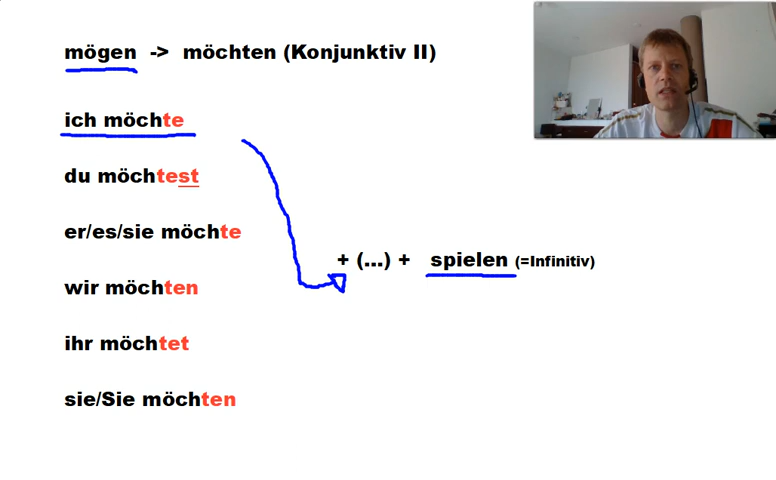 mögen -> möchten (Konjunktiv II)
ich möchte
du möchtest
er/es/sie möchte
+ (...) + spielen (=Infinitiv)
wir möchten
ihr möchtet
sie/Sie möchten